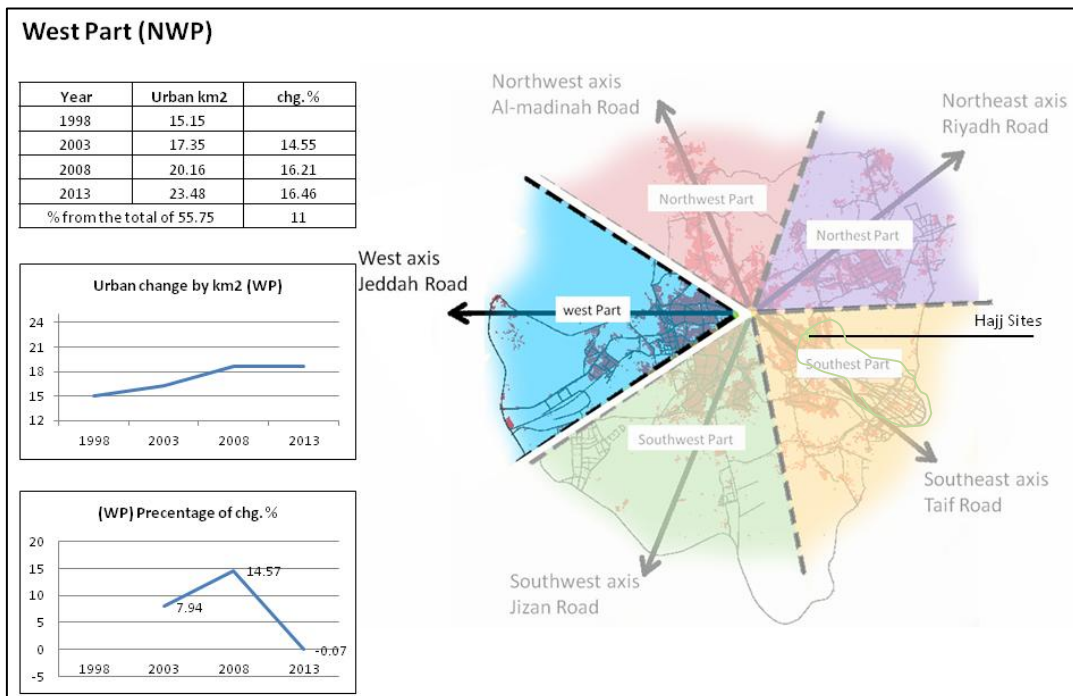 West Part (NWP)
Year Urban km2 chg.%
1998 15.15
2003 17.35 14.55
2008 20.16 16.21
2013 23.48 16.46
% from the total of 55.75 11
Urban change by km2 (WP)
24
21
18
15
12
1998 2003 2008 2013
(WP) Precentage of chg.%
20
15
10
5
0
-5
7.94
14.57
-0.07
1998 2003 2008 2013
Northwest axis
Al-madinah Road
Northeast axis
Riyadh Road
Northwest Part
Northest Part
West axis
Jeddah Road
west Part
Hajj Sites
Southest Part
Southwest Part
Southeast axis
Taif Road
Southwest axis
Jizan Road